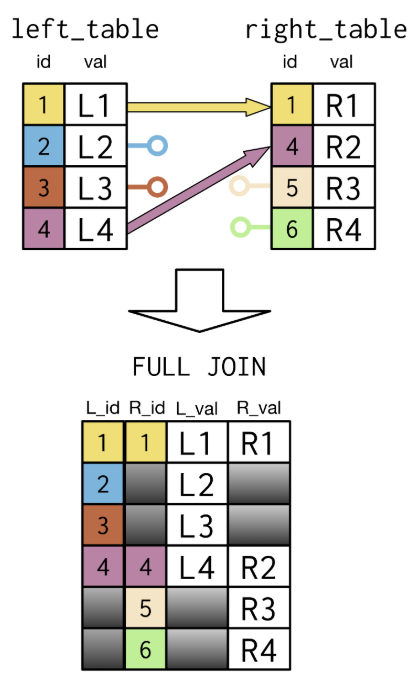 left_table right_table
id val id val
1 L1 1 R1
2 L2 4 R2
3 L3 5 R3
4 L4 6 R4
FULL JOIN
L_id R_id L_val R_val
1 1 L1 R1
2 L2
3 L3
4 4 L4 R2
5 R3
6 R4